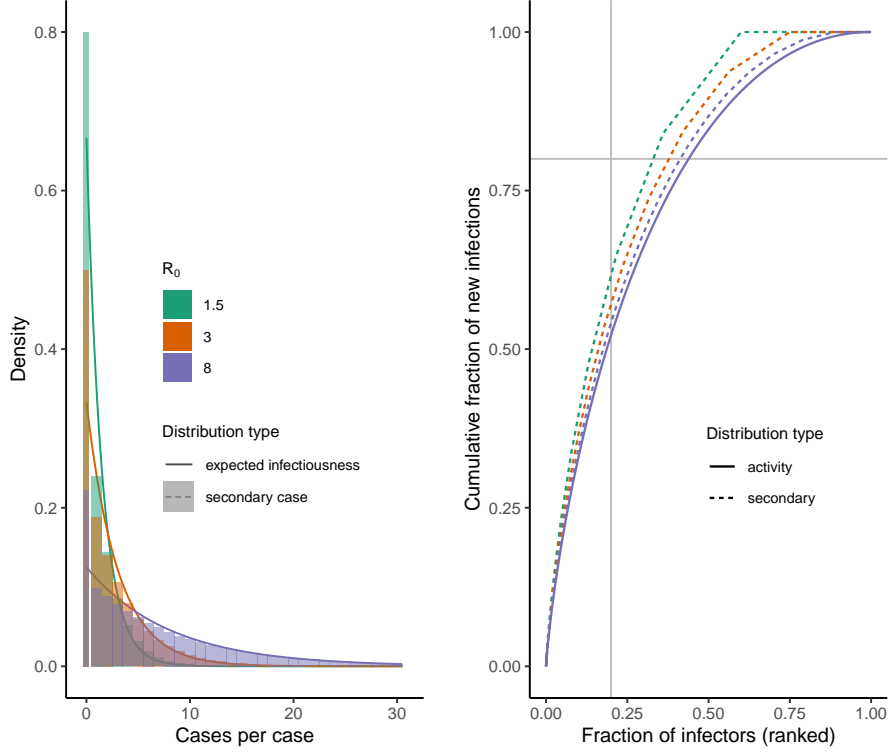 0.8
0.6
0.4
0.2
0.0
Density
0
10
20
30
Cases per case
R0
1.5
3
8
Distribution type
expected infectiousness
secondary case
1.00
0.75
0.50
0.25
0.00
Cumulative fraction of new infections
0.00
0.25
0.50
0.75
1.00
Fraction of infectors (ranked)
Distribution type
activity
secondary